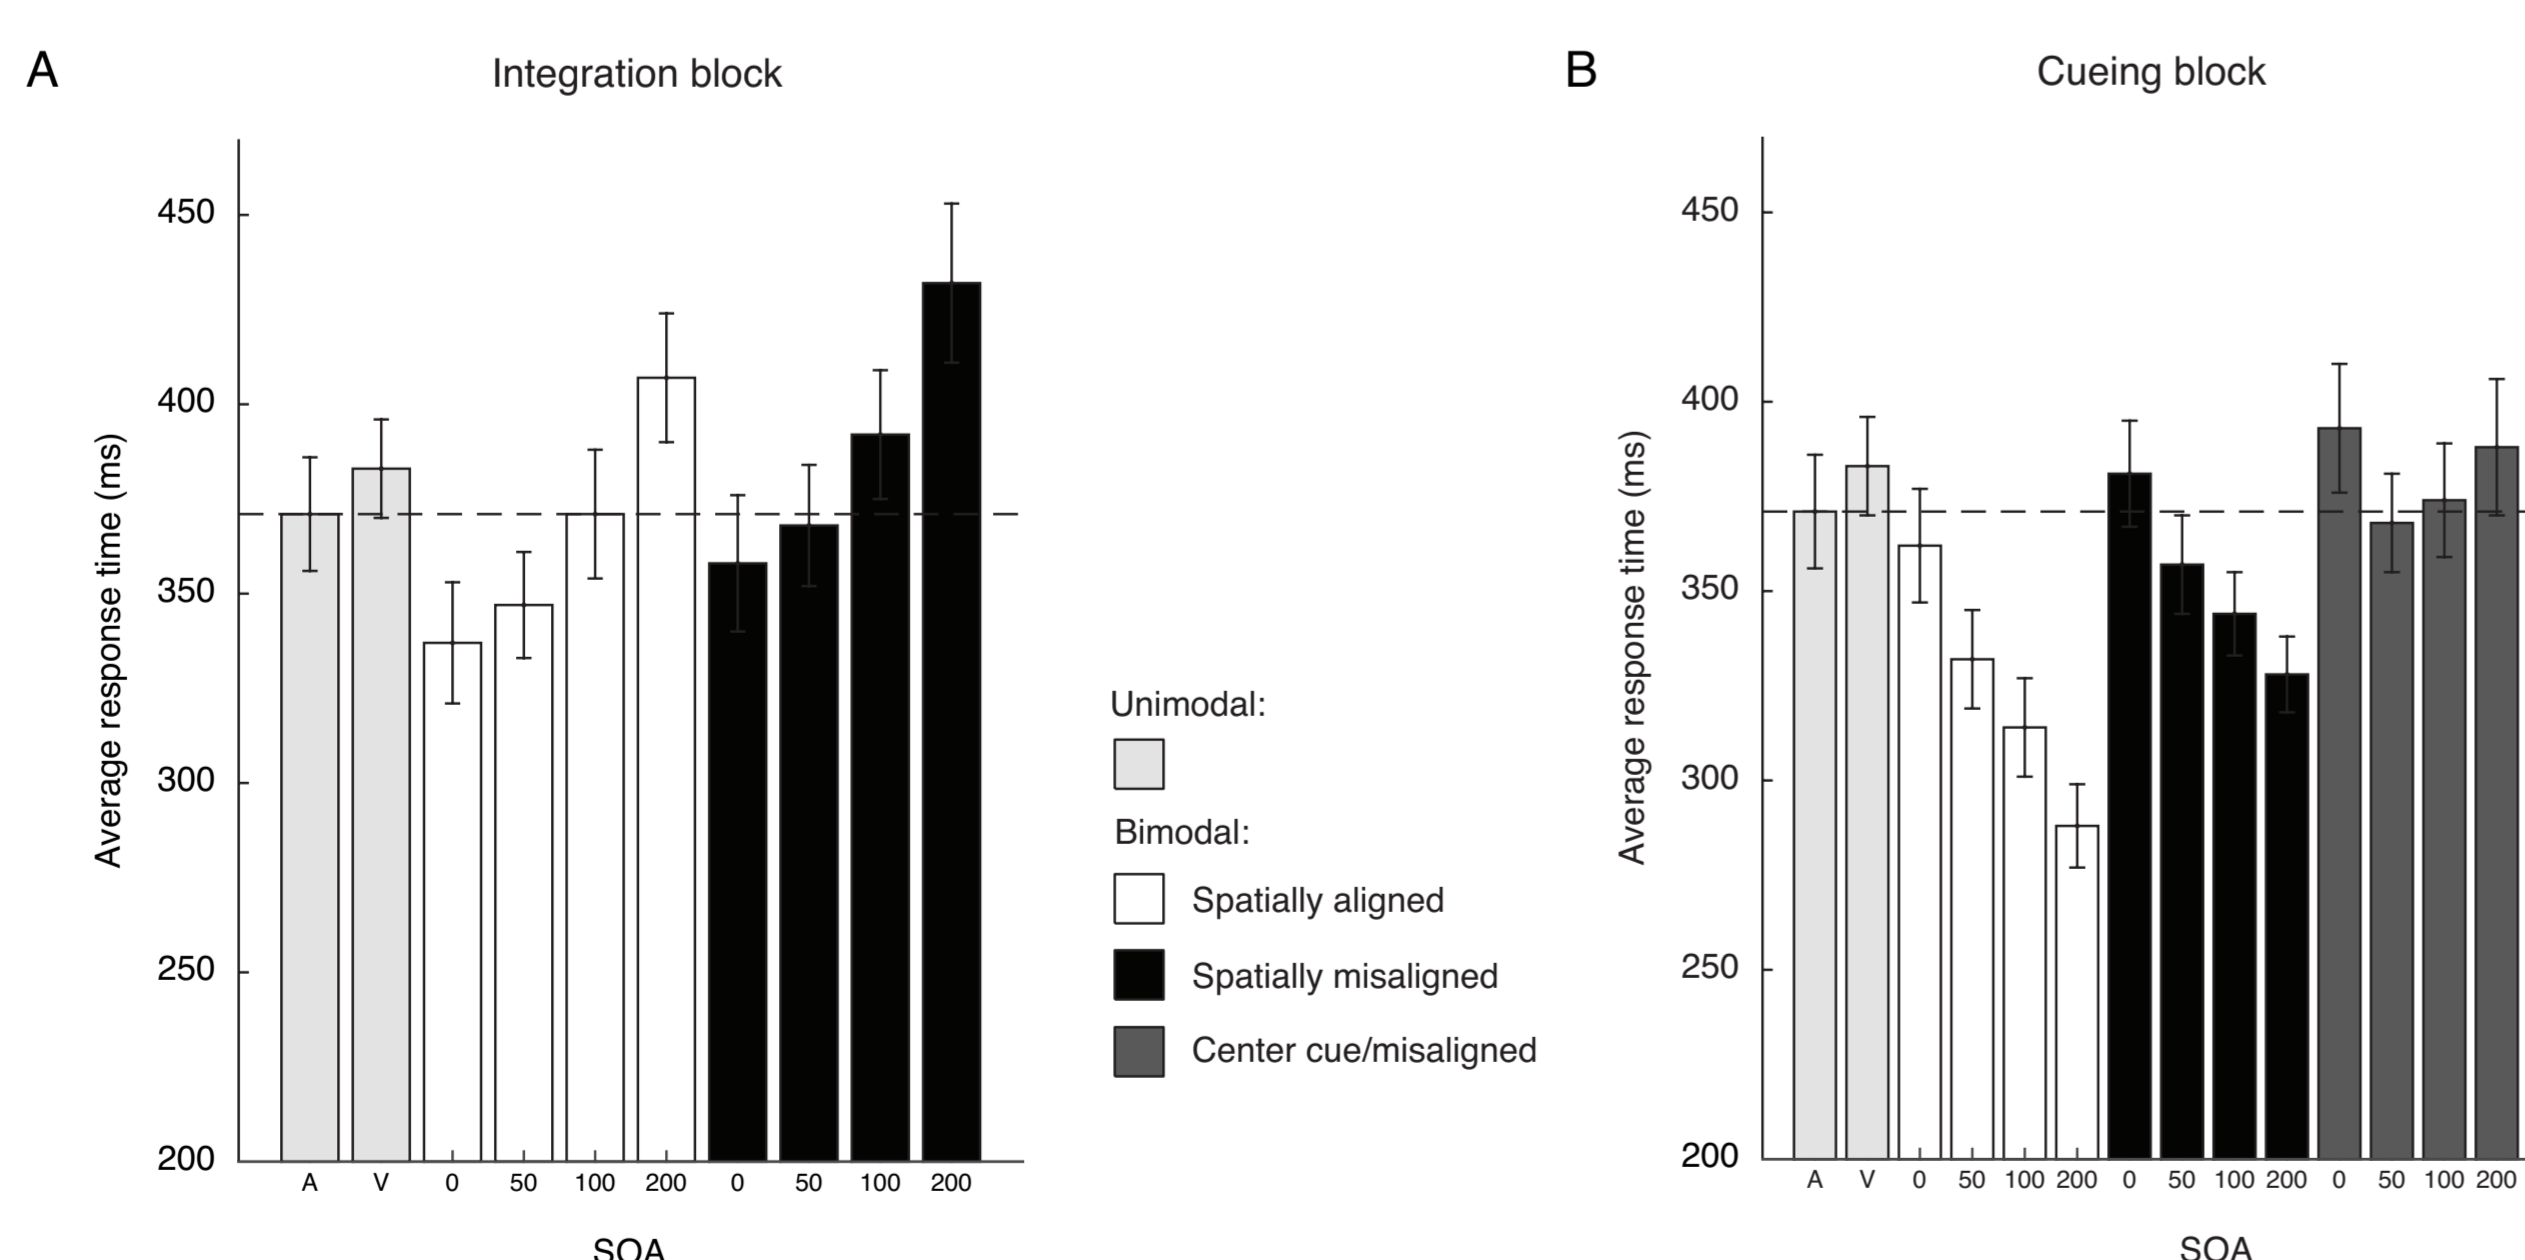 A
Integration block
450
400
350
300
250
200
Average response time (ms)
A V 0 50 100 200 0 50 100 200
SOA
Unimodal:
Bimodal:
Spatially aligned
Spatially misaligned
Center cue/misaligned
B
Cueing block
450
400
350
300
250
200
Average response time (ms)
A V 0 50 100 200 0 50 100 200 0 50 100 200
SOA